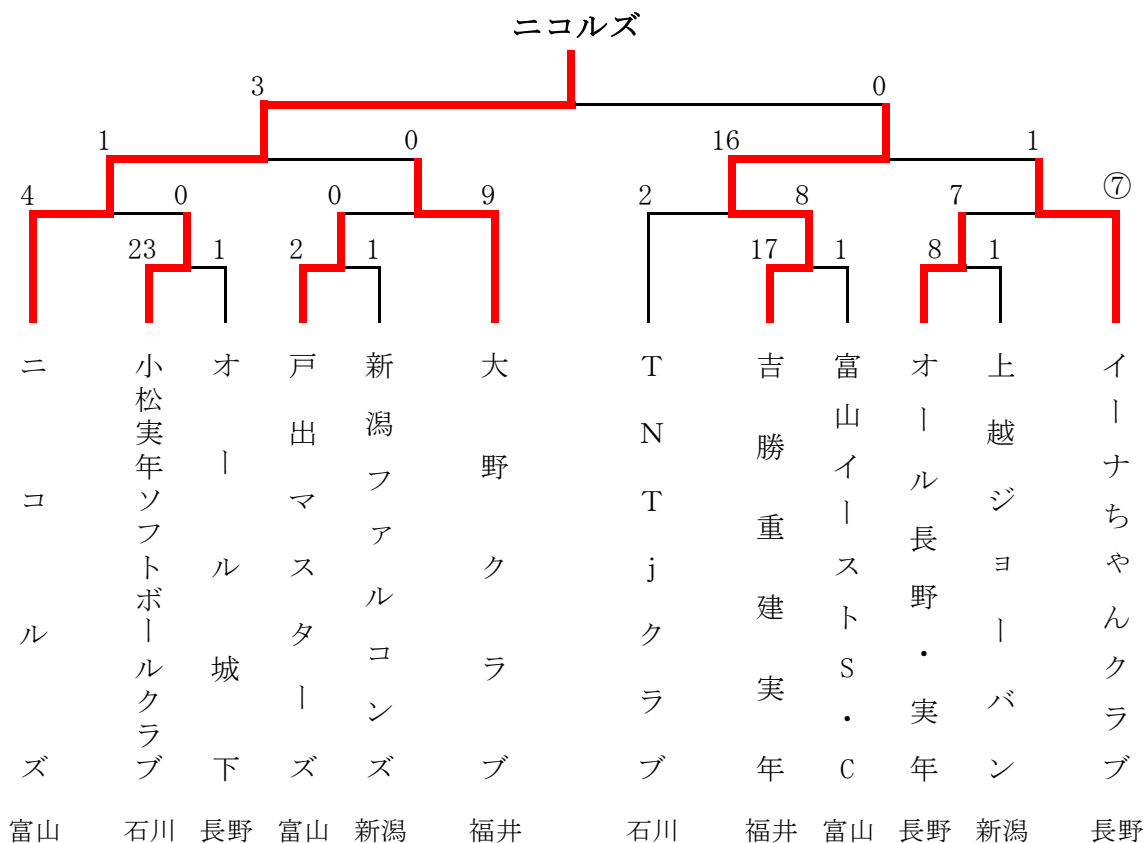 ニコルズ
3
0
1
0
16
1
4
0
0
9
2
8
7
⑦
23
1
2
1
17
1
8
1
ニコルズ
小松実年ソフトボールクラブ
オール城下
戸出マスターズ
新潟ファルコンズ
大野クラブ
TNTjクラブ
吉勝重建実年
富山イーストS・C
オール長野・実年
上越ジョーバン
イーナちゃんクラブ
富山
石川
長野
富山
新潟
福井
石川
福井
富山
長野
新潟
長野